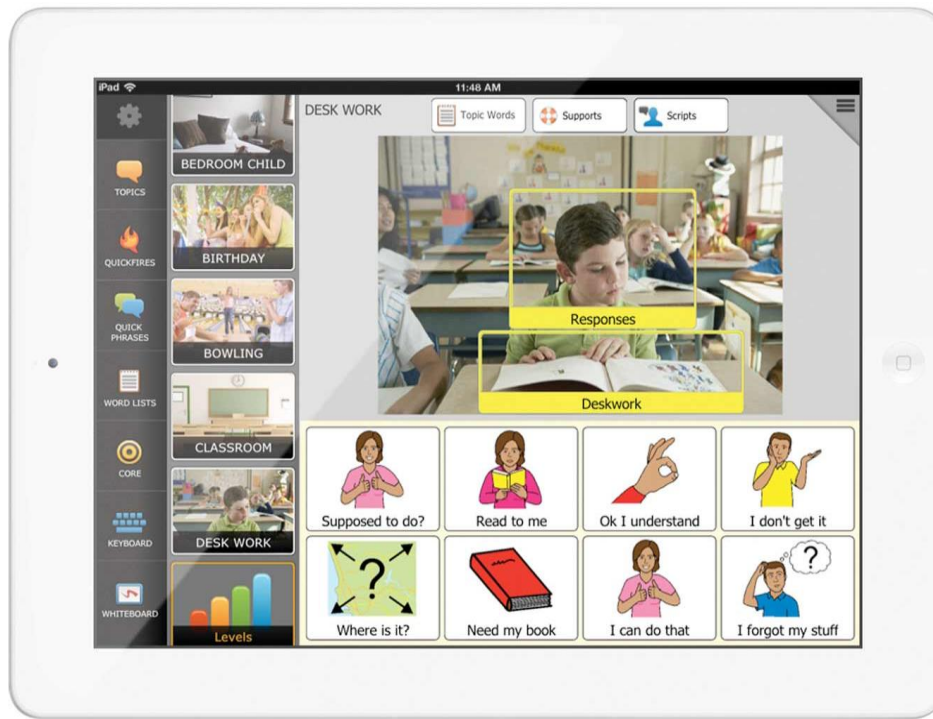 iPad
11:48 AM
TOPICS
QUICKFIRES
QUICK
PHRASES
WORD LISTS
CORE
KEYBOARD
WHITEBOARD
BEDROOM CHILD
BIRTHDAY
BOWLING
CLASSROOM
DESK WORK
Levels
DESK WORK
Topic Words
Supports
Scripts
Responses
Deskwork
Supposed to do?
Read to me
Ok I understand
I don't get it
?
Where is it?
Need my book
I can do that
?
I forgot my stuff